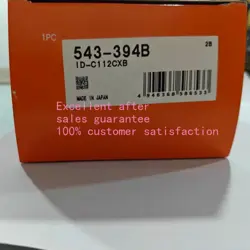 1PC
543-394B
2B
ID-C112CXB
MADE IN JAPAN
Excellent after
sales guarantee
100% customer satisfaction